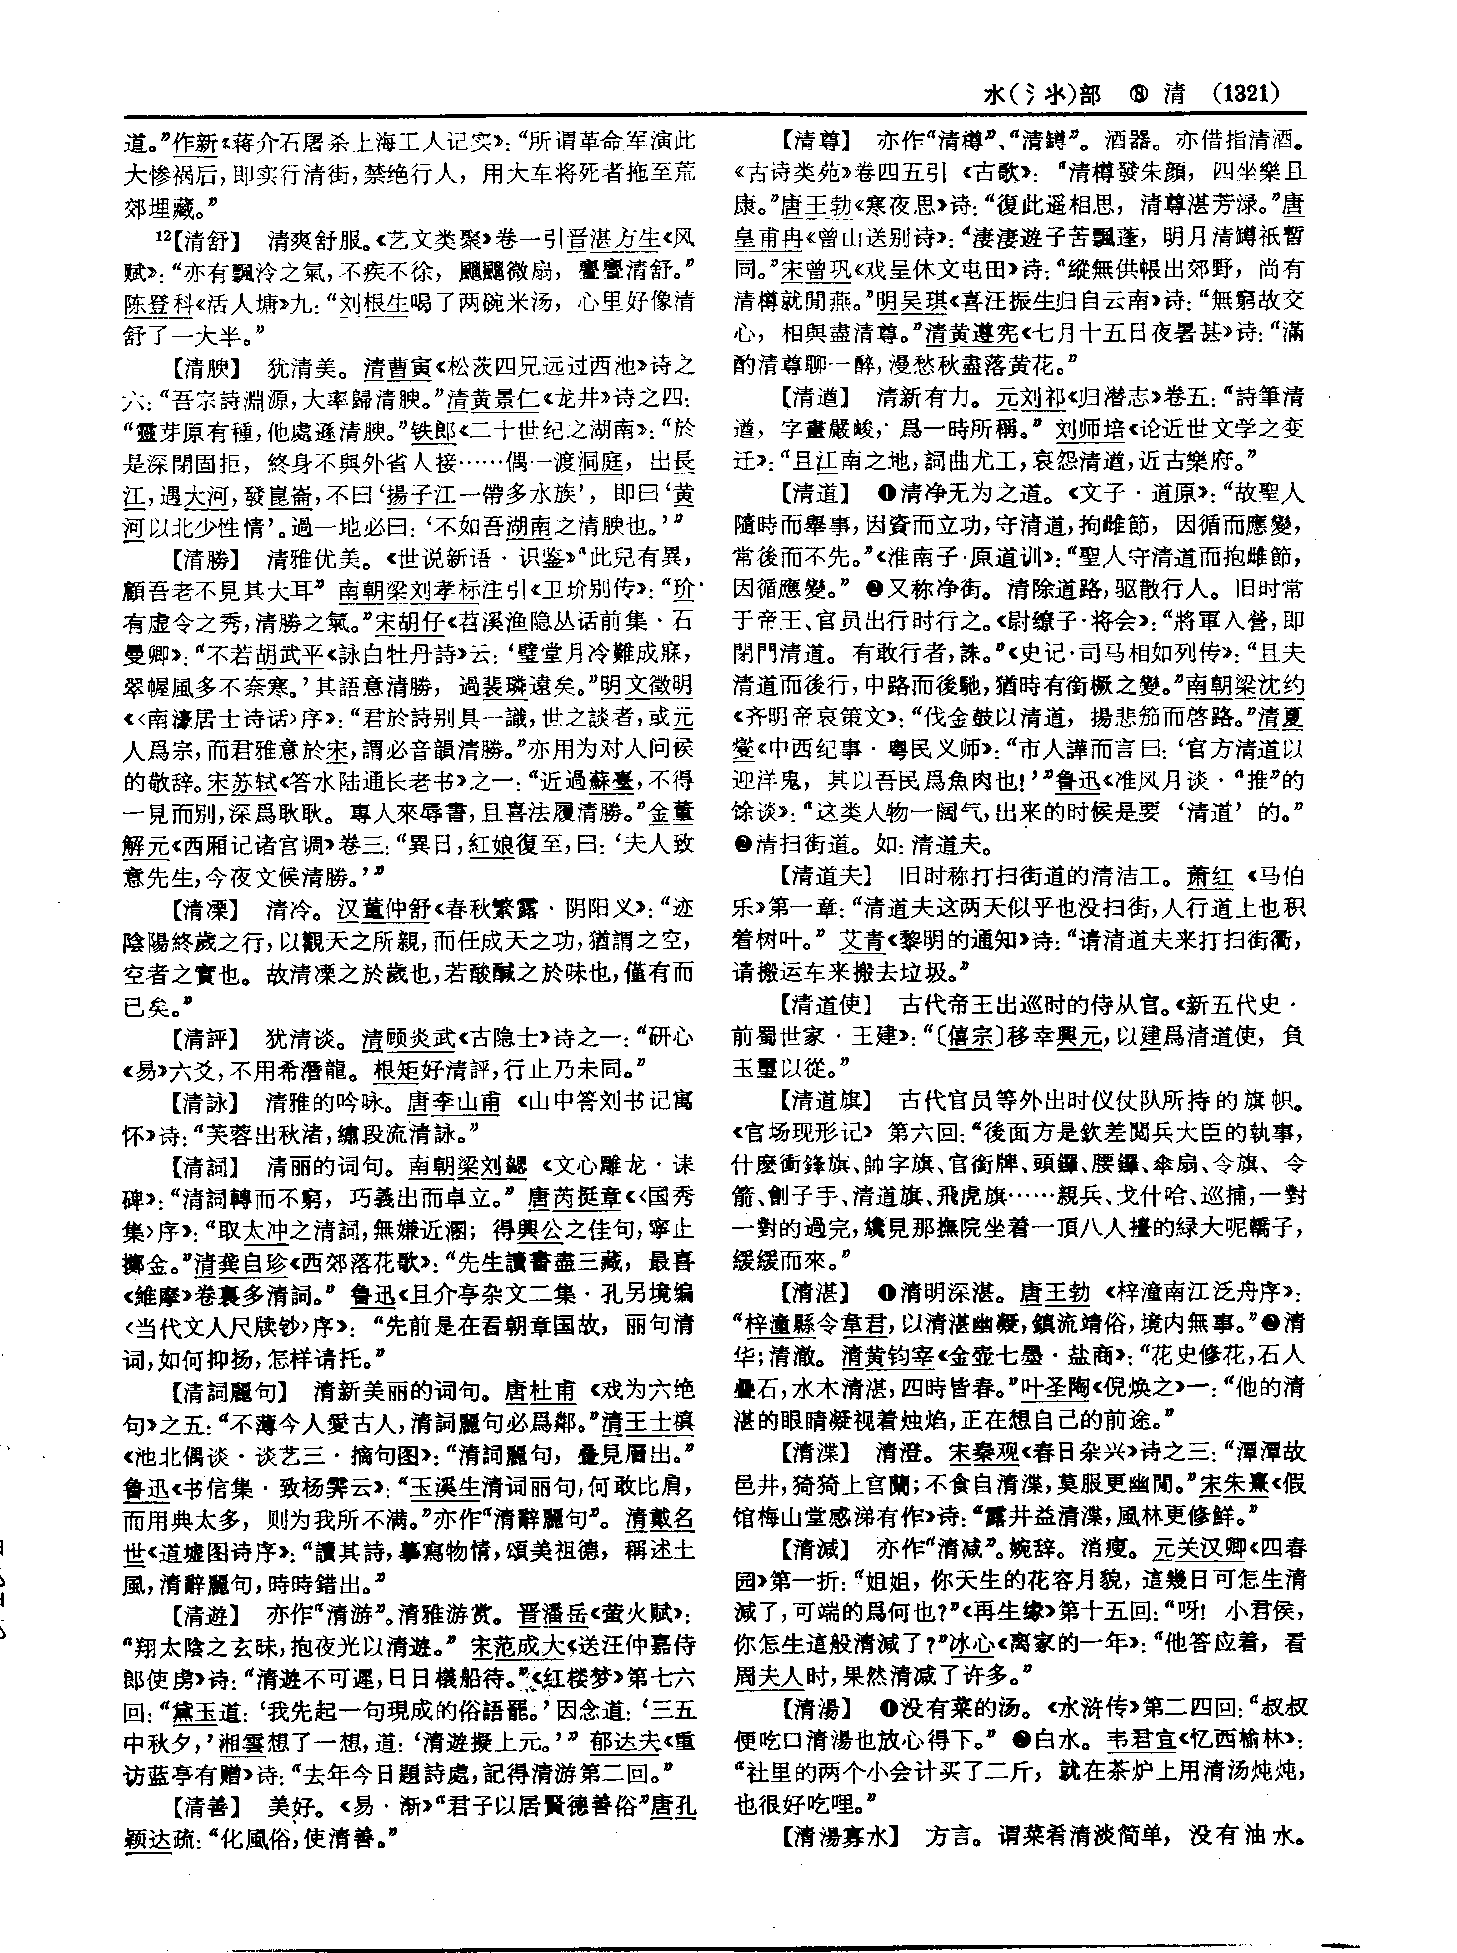 水(氵氺)部 ⑧ 清 (1321)
道。”作新《蒋介石屠杀上海工人记实》：“所谓革命军演此
大惨祸后，即实行清街，禁绝行人，用大车将死者拖至荒
郊埋藏。”
12【清舒】 清爽舒服。《艺文类聚》卷一引晋湛方生《风
赋》：“亦有飄泠之氣，不疾不徐，飂飂微扇，亹亹清舒。”
陈登科《活人塘》九：“刘根生喝了两碗米汤，心里好像清
舒了一大半。”
【清腴】 犹清美。清曹寅《松茨四兄远过西池》诗之
六：“吾宗詩淵源，大率歸清腴。”清黄景仁《龙井》诗之四：
“靈芽原有種，他處遜清腴。”铁郎《二十世纪之湖南》：“於
是深閉固拒，終身不與外省人接……偶一渡洞庭，出長
江，遇大河，發崑崙，不曰‘揚子江一帶多水族’，即曰‘黄
河以北少性情’。過一地必曰：‘不如吾湖南之清腴也。’”
【清勝】 清雅优美。《世说新语·识鉴》“此兒有異，
顧吾老不見其大耳”南朝梁刘孝标注引《卫玠别传》：“玠
有虚令之秀，清勝之氣。”宋胡仔《苕溪渔隐丛话前集·石
曼卿》：“不若胡武平《詠白牡丹詩》云：‘璧堂月冷難成寐，
翠幄風多不奈寒。’其語意清勝，過裴璘遠矣。”明文徵明
《〈南濠居士诗话〉序》：“君於詩别具一識，世之談者，或元
人爲宗，而君雅意於宋，謂必音韻清勝。”亦用为对人问候
的敬辞。宋苏轼《答水陆通长老书》之一：“近過蘇臺，不得
一見而别，深爲耿耿。專人來辱書，且喜法履清勝。”金董
解元《西厢记诸宫调》卷三：“異日，紅娘復至，曰：‘夫人致
意先生，今夜文候清勝。’”
【清溧】 清冷。汉董仲舒《春秋繁露·阴阳义》：“迹
陰陽終歲之行，以觀天之所親，而任成天之功，猶謂之空，
空者之實也。故清溧之於歲也，若酸鹹之於味也，僅有而
已矣。”
【清評】 犹清谈。清顾炎武《古隐士》诗之一：“研心
《易》六爻，不用希潛龍。根矩好清評，行止乃未同。”
【清詠】 清雅的吟咏。唐李山甫《山中答刘书记寓
怀》诗：“芙蓉出秋渚，繡段流清詠。”
【清詞】 清丽的词句。南朝梁刘勰《文心雕龙·诔
碑》：“清詞轉而不窮，巧義出而卓立。”唐芮挺章《〈国秀
集〉序》：“取太冲之清詞，無嫌近溷；得興公之佳句，寧止
擲金。”清龚自珍《西郊落花歌》：“先生讀書盡三藏，最喜
《維摩》卷裏多清詞。”鲁迅《且介亭杂文二集·孔另境编
〈当代文人尺牍钞〉序》：“先前是在看朝章国故，丽句清
词，如何抑扬，怎样请托。”
【清詞麗句】 清新美丽的词句。唐杜甫《戏为六绝
句》之五：“不薄今人愛古人，清詞麗句必爲鄰。”清王士禛
《池北偶谈·谈艺三·摘句图》：“清詞麗句，疊見層出。”
鲁迅《书信集·致杨霁云》：“玉溪生清词丽句，何敢比肩，
而用典太多，则为我所不满。”亦作“清辭麗句”。清戴名
世《道墟图诗序》：“讀其詩，摹寫物情，頌美祖德，稱述土
風，清辭麗句，時時錯出。”
【清遊】 亦作“清游”。清雅游赏。晋潘岳《萤火赋》：
“翔太陰之玄昧，抱夜光以清遊。”宋范成大《送汪仲嘉侍
郎使虏》诗：“清遊不可遲，日日檥船待。”《红楼梦》第七六
回：“黛玉道：‘我先起一句現成的俗語罷。’因念道：‘三五
中秋夕，’湘雲想了一想，道：‘清遊擬上元。’”郁达夫《重
访蓝亭有赠》诗：“去年今日題詩處，記得清游第二回。”
【清善】 美好。《易·渐》“君子以居賢德善俗”唐孔
颖达疏：“化風俗，使清善。”
【清尊】 亦作“清樽”、“清罇”。酒器。亦借指清酒。
《古诗类苑》卷四五引《古歌》：“清樽發朱顔，四坐樂且
康。”唐王勃《寒夜思》诗：“復此遥相思，清尊湛芳渌。”唐
皇甫冉《曾山送别诗》：“淒淒遊子苦飄蓬，明月清罇衹暫
同。”宋曾巩《戏呈休文屯田》诗：“縱無供帳出郊野，尚有
清樽就閒燕。”明吴琪《喜汪振生归自云南》诗：“無窮故交
心，相與盡清尊。”清黄遵宪《七月十五日夜暑甚》诗：“滿
酌清尊聊一醉，漫愁秋盡落黄花。”
【清遒】 清新有力。元刘祁《归潜志》卷五：“詩筆清
遒，字畫嚴峻，爲一時所稱。”刘师培《论近世文学之变
迁》：“且江南之地，詞曲尤工，哀怨清遒，近古樂府。”
【清道】 ❶清净无为之道。《文子·道原》：“故聖人
隨時而舉事，因資而立功，守清道，拘雌節，因循而應變，
常後而不先。”《淮南子·原道训》：“聖人守清道而抱雌節，
因循應變。”❷又称净街。清除道路，驱散行人。旧时常
于帝王、官员出行时行之。《尉缭子·将令》：“將軍入營，即
閉門清道。有敢行者，誅。”《史记·司马相如列传》：“且夫
清道而後行，中路而後馳，猶時有銜橛之變。”南朝梁沈约
《齐明帝哀策文》：“伐金鼓以清道，揚悲笳而啓路。”清夏
燮《中西纪事·粤民义师》：“市人譁而言曰：‘官方清道以
迎洋鬼，其以吾民爲魚肉也！’”鲁迅《准风月谈·“推”的
馀谈》：“这类人物一阔气，出来的时候是要‘清道’的。”
❷清扫街道。如：清道夫。
【清道夫】 旧时称打扫街道的清洁工。萧红《马伯
乐》第一章：“清道夫这两天似乎也没扫街，人行道上也积
着树叶。”艾青《黎明的通知》诗：“请清道夫来打扫街衢，
请搬运车来搬去垃圾。”
【清道使】 古代帝王出巡时的侍从官。《新五代史·
前蜀世家·王建》：“〔僖宗〕移幸興元，以建爲清道使，負
玉璽以從。”
【清道旗】 古代官员等外出时仪仗队所持的旗帜。
《官场现形记》第六回：“後面方是欽差閲兵大臣的執事，
什麽衝鋒旗、帥字旗、官銜牌、頭鑼、腰鑼、傘扇、令旗、令
箭、劊子手、清道旗、飛虎旗……親兵、戈什哈、巡捕，一對
一對的過完，纔見那撫院坐着一頂八人擡的緑大呢轎子，
緩緩而來。”
【清湛】 ❶清明深湛。唐王勃《梓潼南江泛舟序》：
“梓潼縣令韋君，以清湛幽凝，鎮流靖俗，境内無事。”❷清
华；清澈。清黄钧宰《金壶七墨·盐商》：“花史修花，石人
疊石，水木清湛，四時皆春。”叶圣陶《倪焕之》一：“他的清
湛的眼睛凝视着烛焰，正在想自己的前途。”
【清渫】 清澄。宋秦观《春日杂兴》诗之三：“潭潭故
邑井，猗猗上宫蘭；不食自清渫，莫服更幽閒。”宋朱熹《假
馆梅山堂感涕有作》诗：“露井益清渫，風林更修鮮。”
【清減】 亦作“清减”。婉辞。消瘦。元关汉卿《四春
园》第一折：“姐姐，你天生的花容月貌，這幾日可怎生清
減了，可端的爲何也？”《再生缘》第十五回：“呀！小君侯，
你怎生這般清減了？”冰心《离家的一年》：“他答应着，看
周夫人时，果然清减了许多。”
【清湯】 ❶没有菜的汤。《水浒传》第二四回：“叔叔
便吃口清湯也放心得下。”❷白水。韦君宜《忆西榆林》：
“社里的两个小会计买了二斤，就在茶炉上用清汤炖炖，
也很好吃哩。”
【清湯寡水】 方言。谓菜肴清淡简单，没有油水。